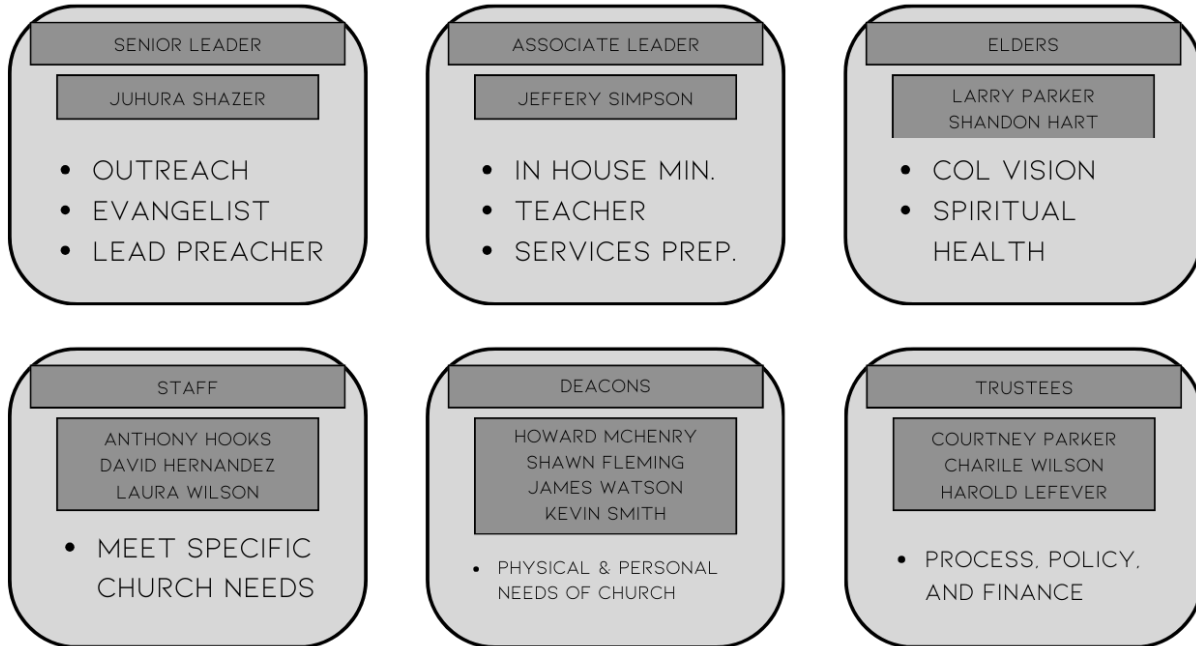 SENIOR LEADER
JUHURA SHAZER
• OUTREACH
• EVANGELIST
• LEAD PREACHER
ASSOCIATE LEADER
JEFFERY SIMPSON
• IN HOUSE MIN.
• TEACHER
• SERVICES PREP.
ELDERS
LARRY PARKER
SHANDON HART
• COL VISION
• SPIRITUAL
HEALTH
STAFF
ANTHONY HOOKS
DAVID HERNANDEZ
LAURA WILSON
• MEET SPECIFIC
CHURCH NEEDS
DEACONS
HOWARD MCHENRY
SHAWN FLEMING
JAMES WATSON
KEVIN SMITH
• PHYSICAL & PERSONAL
NEEDS OF CHURCH
TRUSTEES
COURTNEY PARKER
CHARILE WILSON
HAROLD LEFEVER
• PROCESS, POLICY,
AND FINANCE